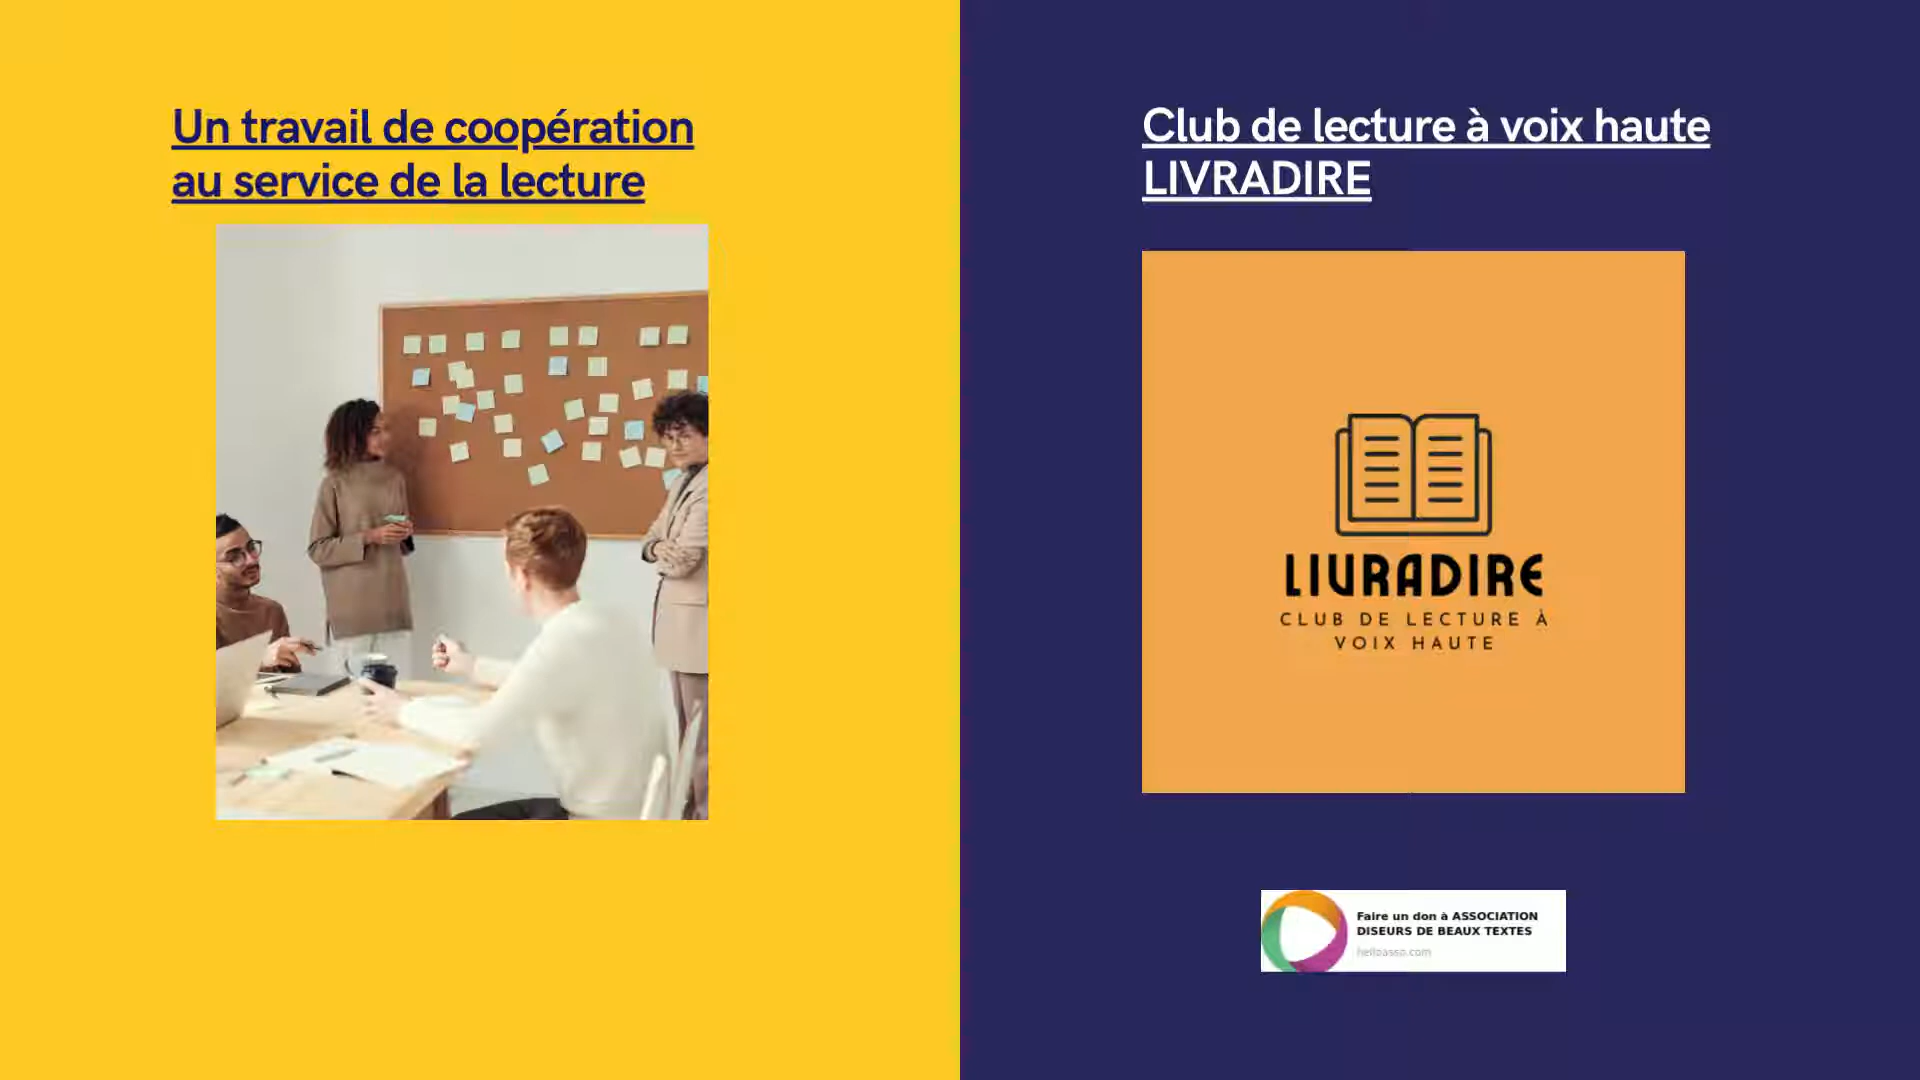 Un travail de coopération
au service de la lecture
Club de lecture à voix haute
LIVRADIRE
LIVRADIRE
CLUB DE LECTURE À
VOIX HAUTE
Faire un don à ASSOCIATION
DISEURS DE BEAUX TEXTES
helloasso.com